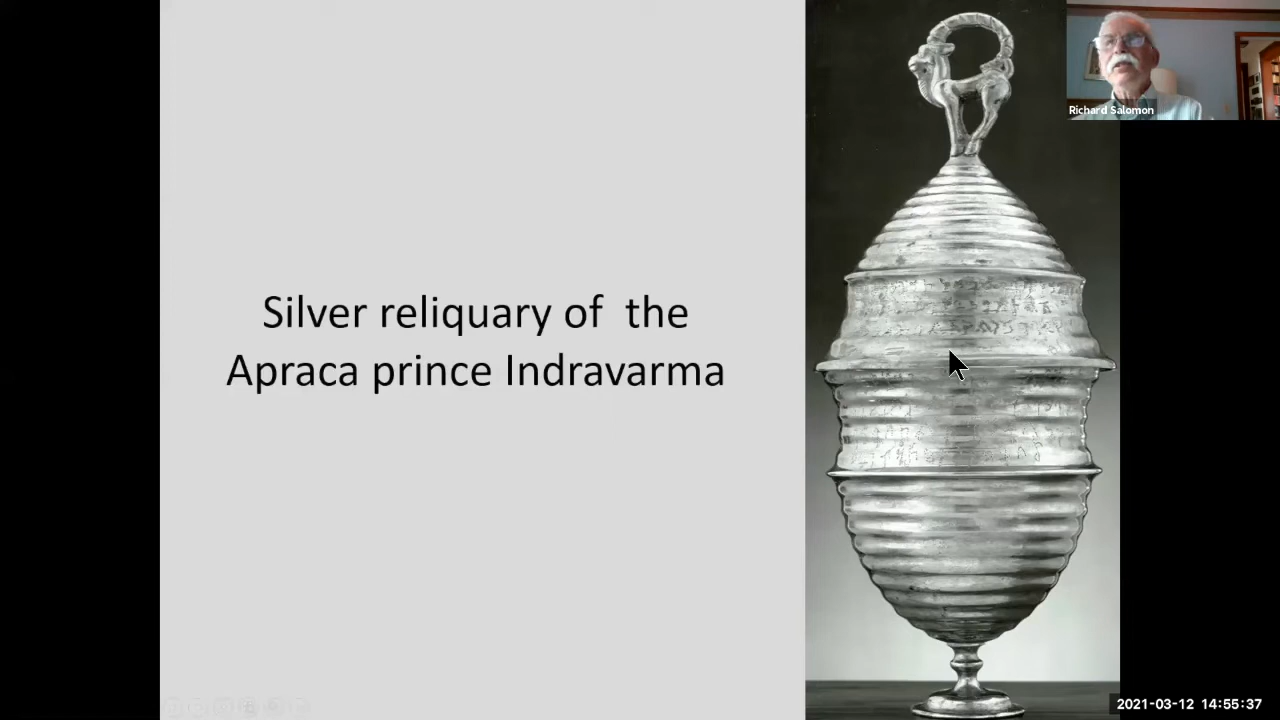 Silver reliquary of  the
Apraca prince Indravarma
Richard Salomon
2021-03-12 14:55:37